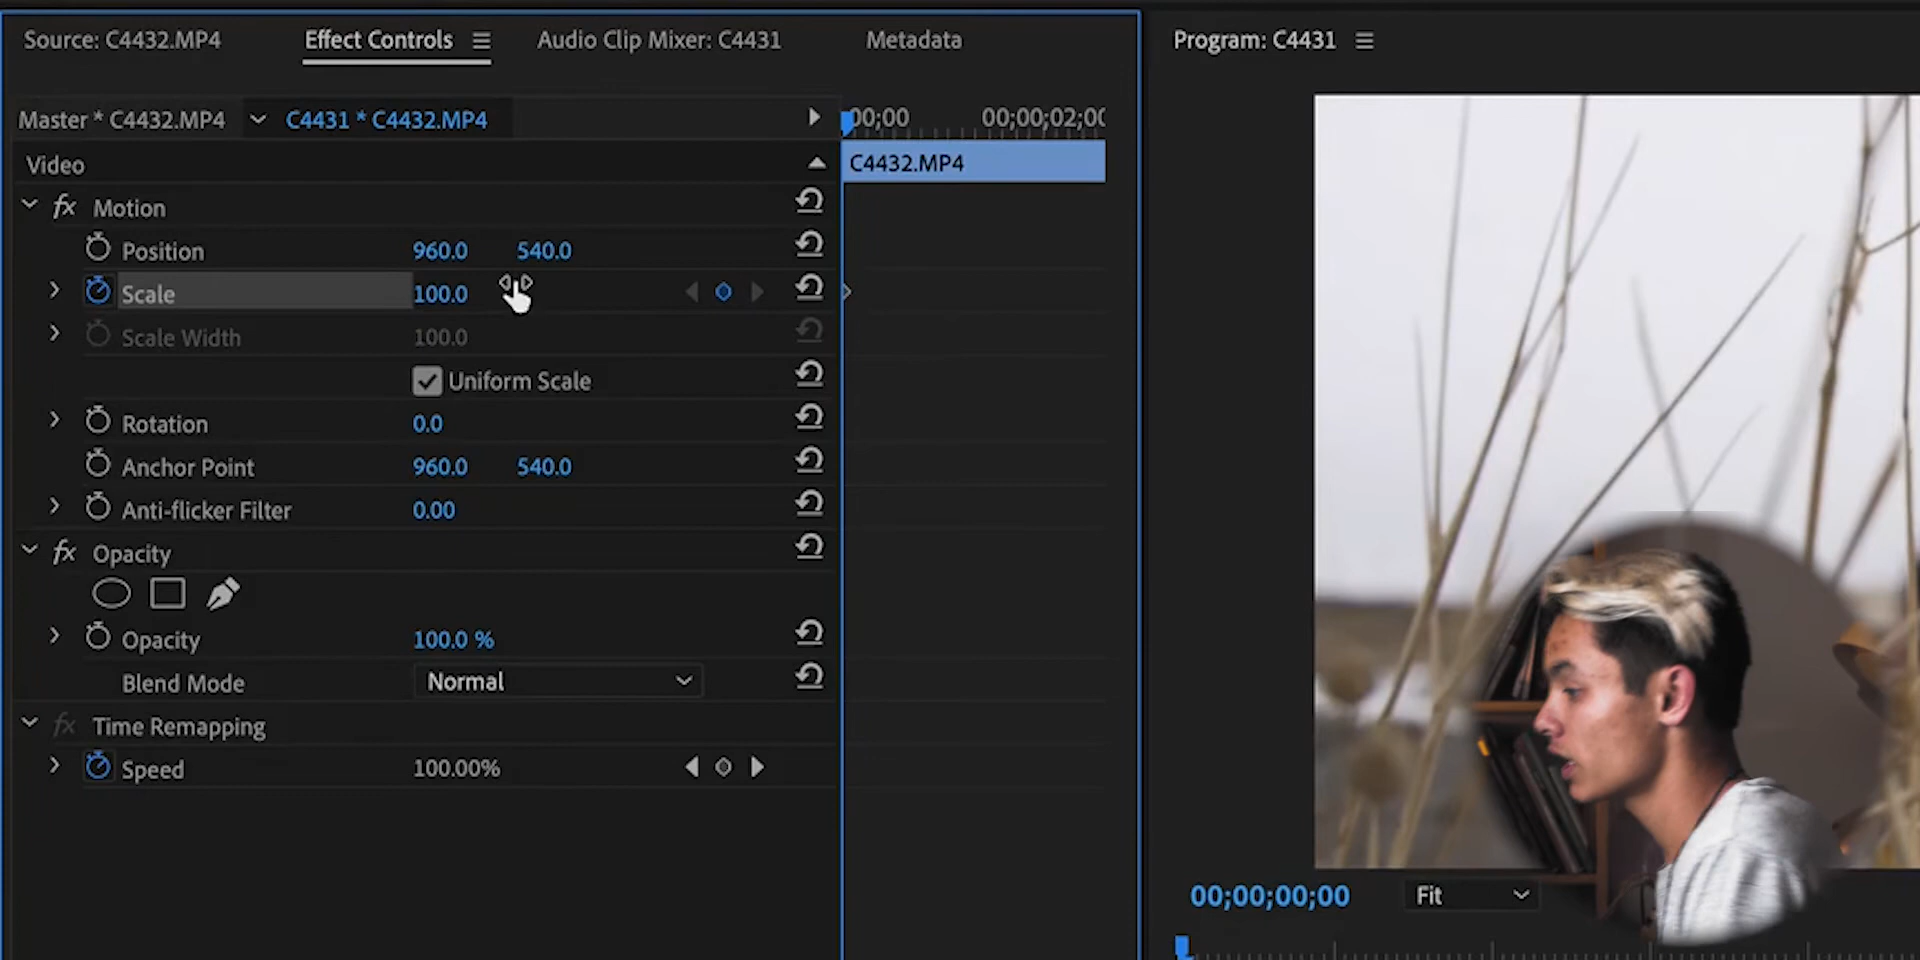 Source: C4432.MP4
Effect Controls
Audio Clip Mixer: C4431
Metadata
Program: C4431
Master * C4432.MP4
C4431 * C4432.MP4
00;00
00;00;02;00
Video
C4432.MP4
fx Motion
Position 960.0 540.0
Scale 100.0
Scale Width 100.0
Uniform Scale
Rotation 0.0
Anchor Point 960.0 540.0
Anti-flicker Filter 0.00
fx Opacity
Opacity 100.0 %
Blend Mode Normal
fx Time Remapping
Speed 100.00%
00;00;00;00
Fit